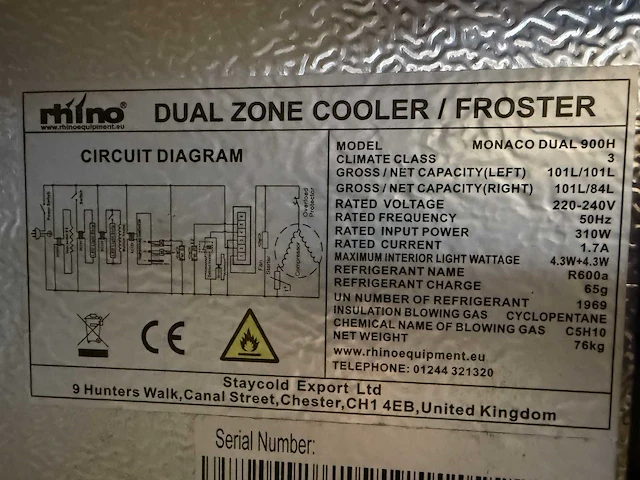 rhino®
www.rhinoequipment.eu
DUAL ZONE COOLER / FROSTER
CIRCUIT DIAGRAM
Overload
Protector
Compressor
Fan
Starter
MODEL MONACO DUAL 900H
CLIMATE CLASS 3
GROSS / NET CAPACITY(LEFT) 101L/101L
GROSS / NET CAPACITY(RIGHT) 101L/84L
RATED VOLTAGE 220-240V
RATED FREQUENCY 50Hz
RATED INPUT POWER 310W
RATED CURRENT 1.7A
MAXIMUM INTERIOR LIGHT WATTAGE 4.3W+4.3W
REFRIGERANT NAME R600a
REFRIGERANT CHARGE 65g
UN NUMBER OF REFRIGERANT 1969
INSULATION BLOWING GAS CYCLOPENTANE
CHEMICAL NAME OF BLOWING GAS C5H10
NET WEIGHT 76kg
www.rhinoequipment.eu
TELEPHONE: 01244 321320
CE
Staycold Export Ltd
9 Hunters Walk,Canal Street,Chester,CH1 4EB,United Kingdom
Serial Number: